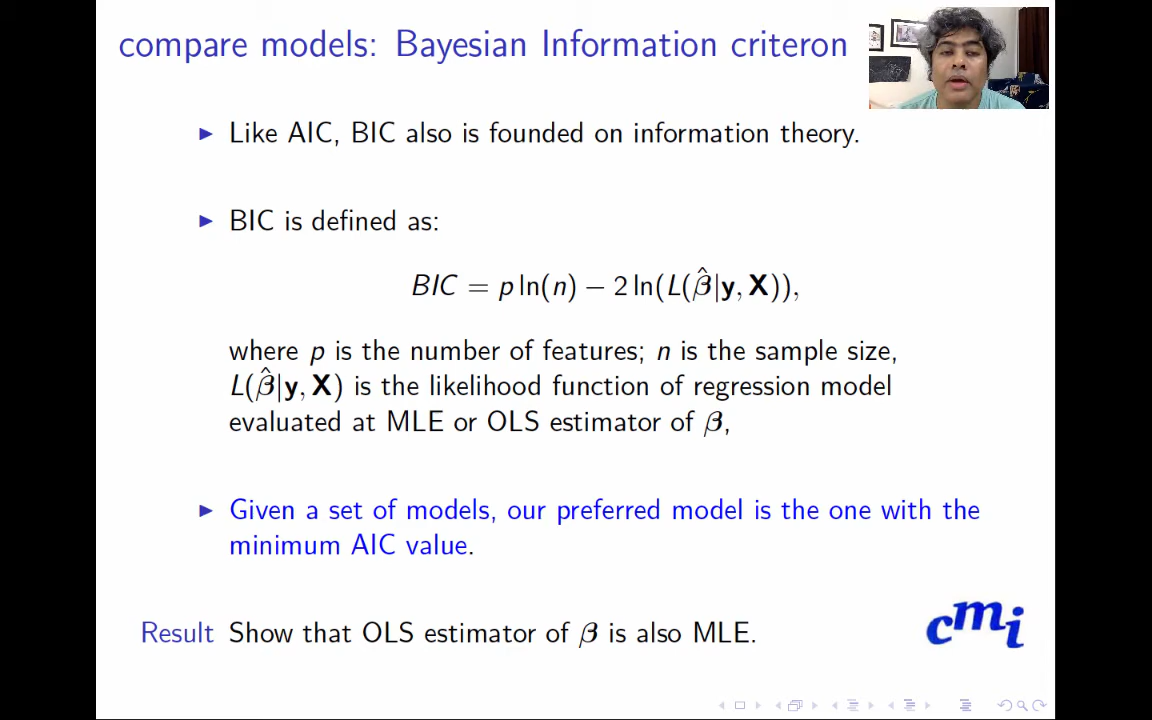 compare models: Bayesian Information criteron
▶ Like AIC, BIC also is founded on information theory.
▶ BIC is defined as:
BIC = p ln(n) − 2 ln(L(β̂|y, X)),
where p is the number of features; n is the sample size,
L(β̂|y, X) is the likelihood function of regression model
evaluated at MLE or OLS estimator of β,
▶ Given a set of models, our preferred model is the one with the
minimum AIC value.
Result Show that OLS estimator of β is also MLE.
cmi